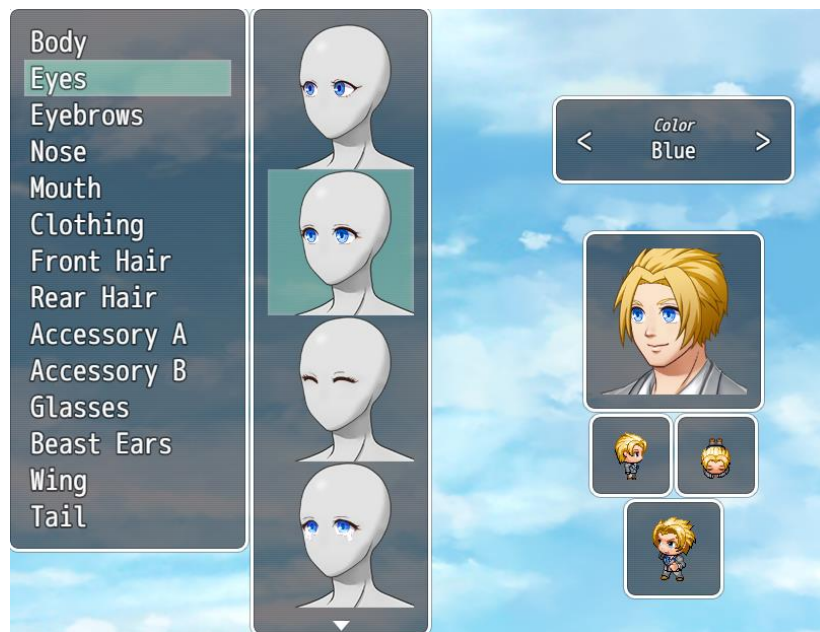 Body
Eyes
Eyebrows
Nose
Mouth
Clothing
Front Hair
Rear Hair
Accessory A
Accessory B
Glasses
Beast Ears
Wing
Tail
Color
< Blue >